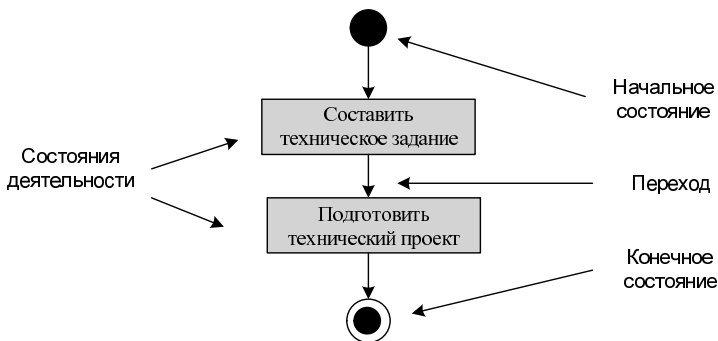 Начальное
состояние
Составить
техническое задание
Состояния
деятельности
Переход
Подготовить
технический проект
Конечное
состояние